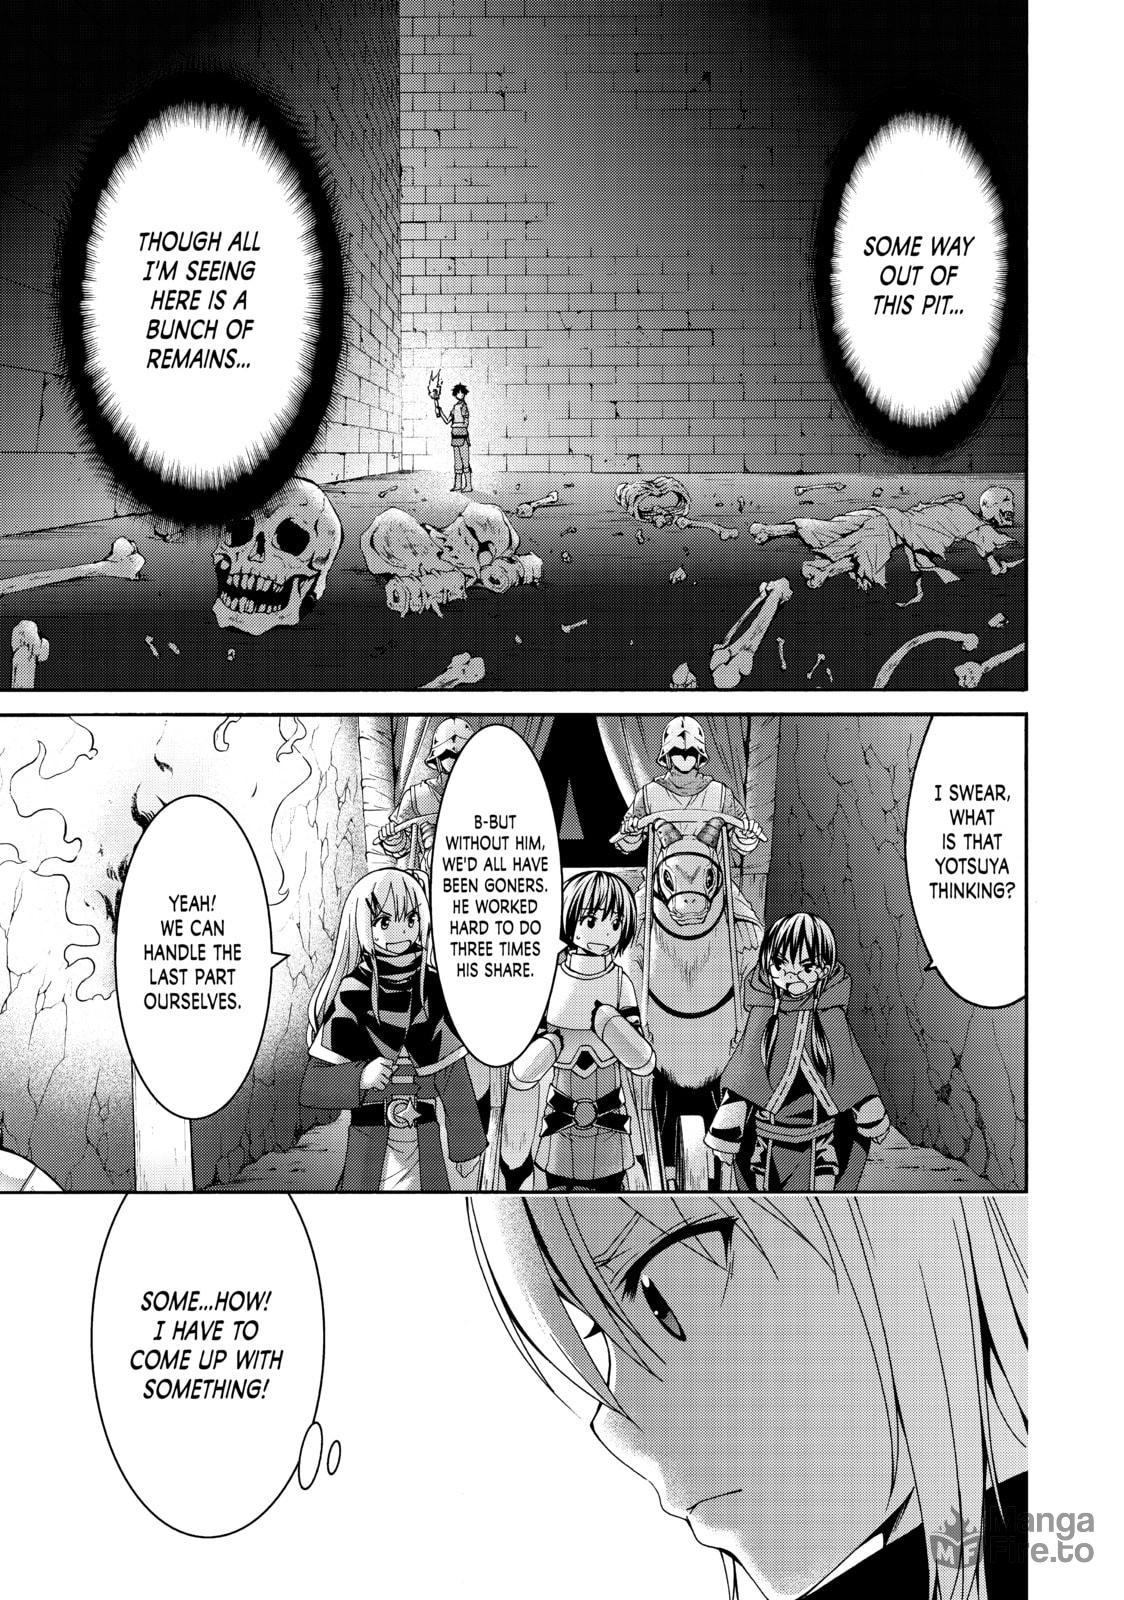 SOME WAY
OUT OF
THIS PIT...
THOUGH ALL
I'M SEEING
HERE IS A
BUNCH OF
REMAINS...
I SWEAR,
WHAT
IS THAT
YOTSUYA
THINKING?
B-BUT
WITHOUT HIM,
WE'D ALL HAVE
BEEN GONERS.
HE WORKED
HARD TO DO
THREE TIMES
HIS SHARE.
YEAH!
WE CAN
HANDLE THE
LAST PART
OURSELVES.
SOME...HOW!
I HAVE TO
COME UP WITH
SOMETHING!
MF
Manga
Fire.to